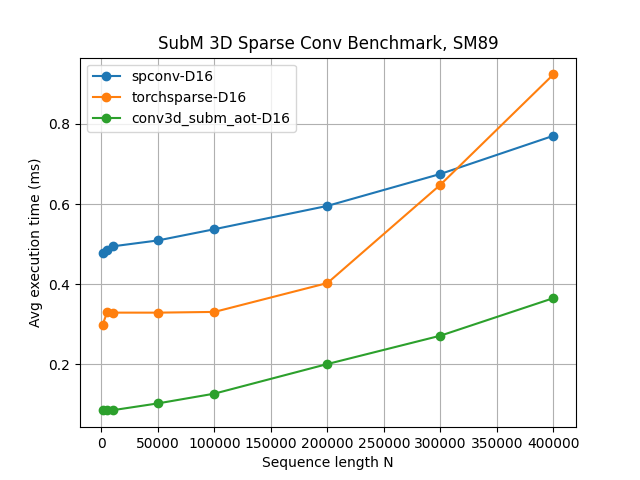 SubM 3D Sparse Conv Benchmark, SM89
spconv-D16
torchsparse-D16
conv3d_subm_aot-D16
Avg execution time (ms)
0.8
0.6
0.4
0.2
0 50000 100000 150000 200000 250000 300000 350000 400000
Sequence length N